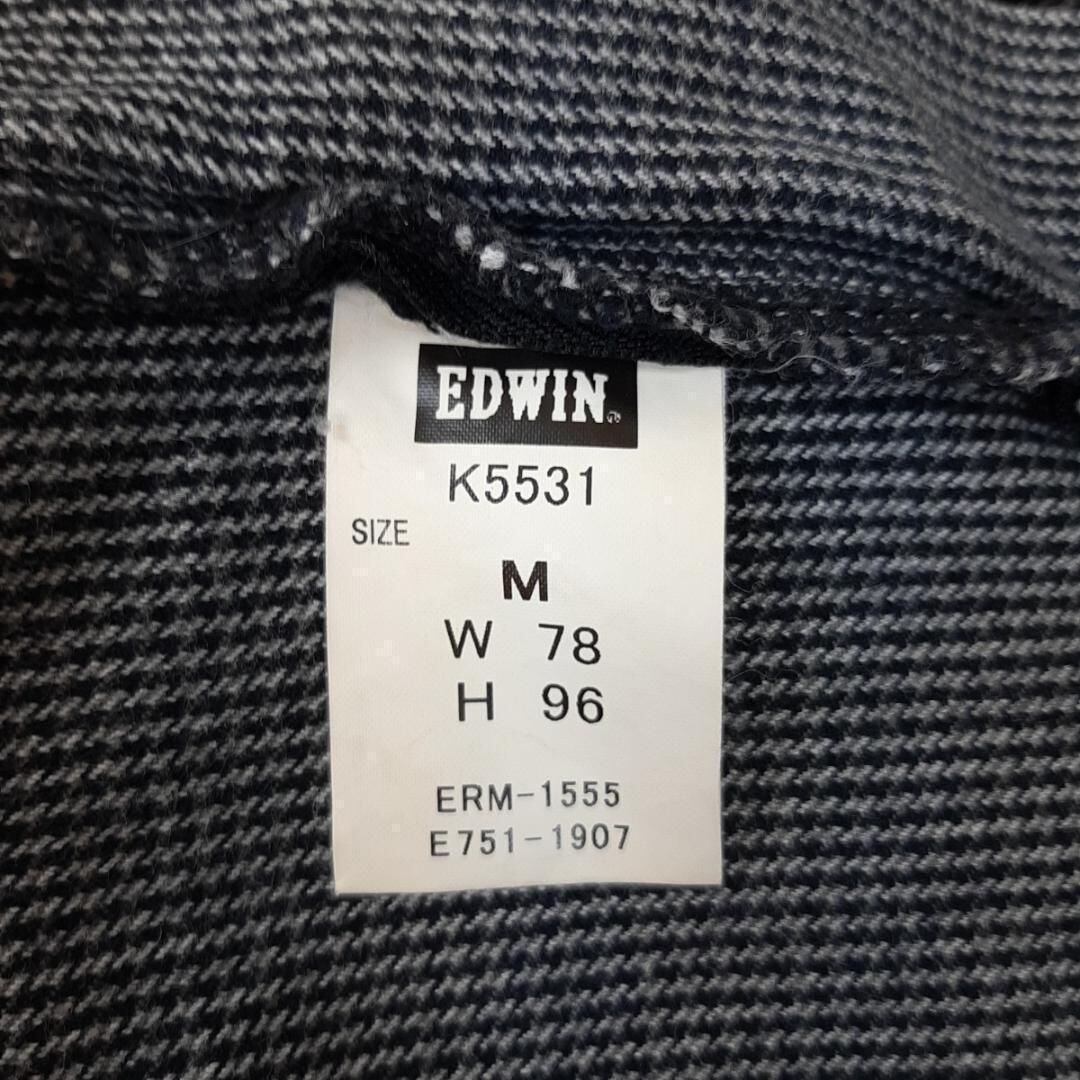 EDWIN
K5531
SIZE
M
W 78
H 96
ERM-1555
E751-1907